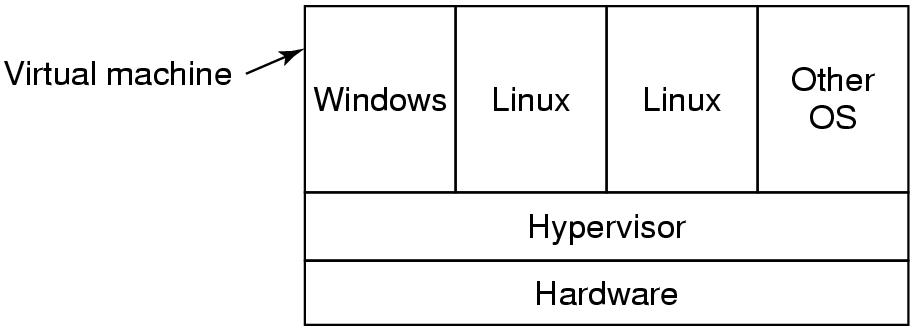 Virtual machine
Windows
Linux
Linux
Other
OS
Hypervisor
Hardware